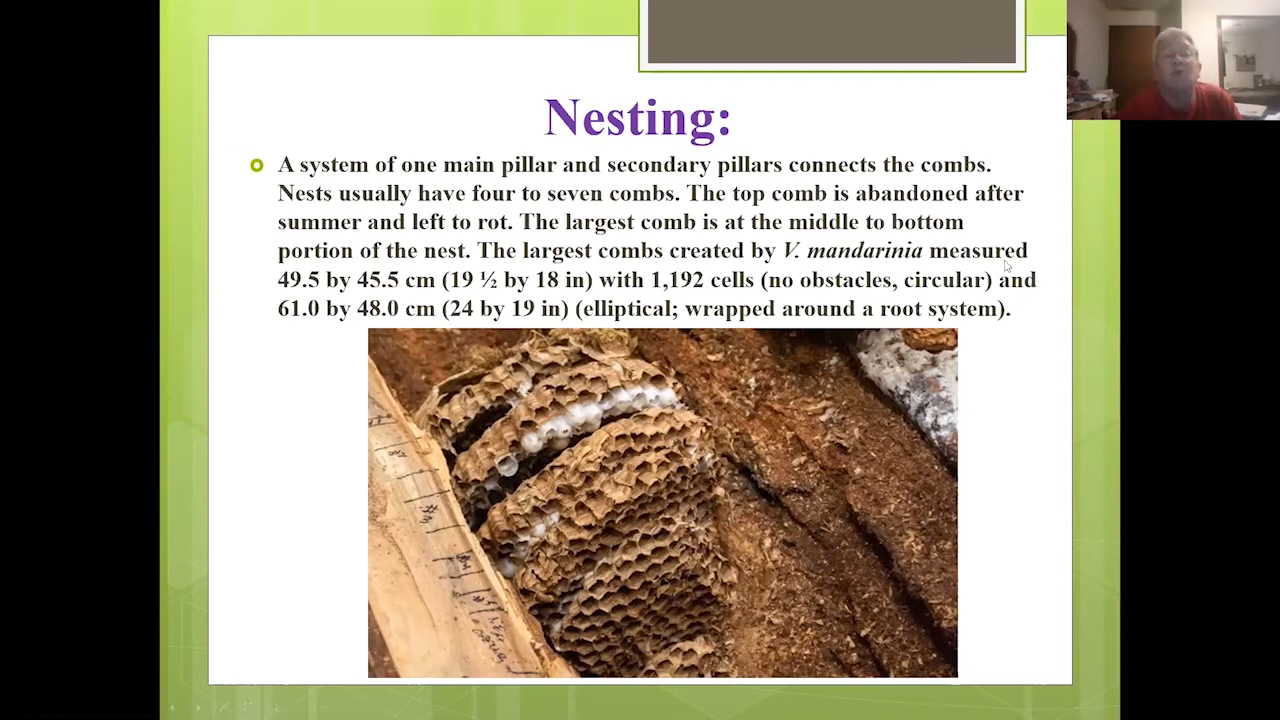 Nesting:
A system of one main pillar and secondary pillars connects the combs.
Nests usually have four to seven combs. The top comb is abandoned after
summer and left to rot. The largest comb is at the middle to bottom
portion of the nest. The largest combs created by V. mandarinia measured
49.5 by 45.5 cm (19 ½ by 18 in) with 1,192 cells (no obstacles, circular) and
61.0 by 48.0 cm (24 by 19 in) (elliptical; wrapped around a root system).